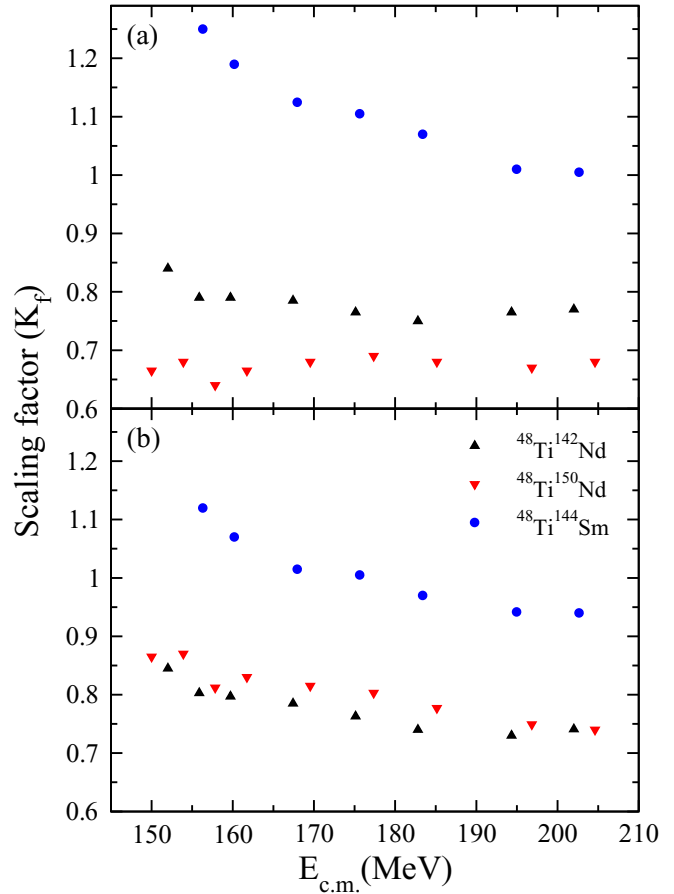 (a)
1.2
1.1
1
0.9
0.8
0.7
0.6
Scaling factor (K_f)
(b)
1.2
1.1
1
0.9
0.8
0.7
0.6
⁴⁸Ti¹⁴²Nd
⁴⁸Ti¹⁵⁰Nd
⁴⁸Ti¹⁴⁴Sm
150 160 170 180 190 200 210
E_c.m. (MeV)